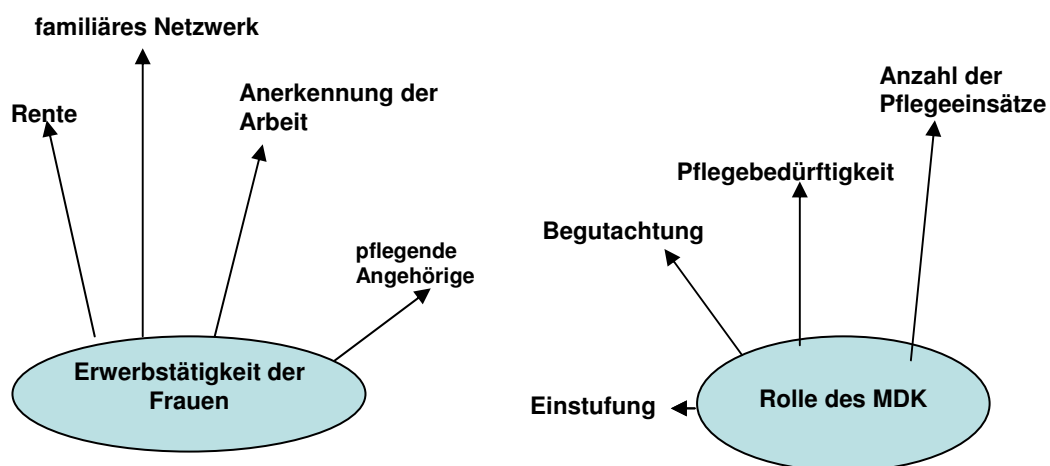 familiäres Netzwerk
Rente
Anerkennung der
Arbeit
pflegende
Angehörige
Erwerbstätigkeit der
Frauen
Anzahl der
Pflegeeinsätze
Pflegebedürftigkeit
Begutachtung
Einstufung
Rolle des MDK